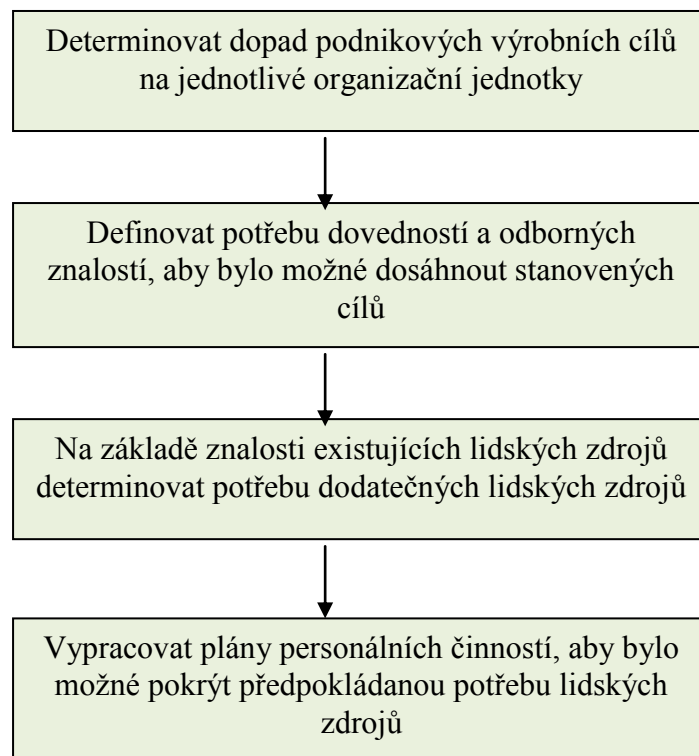 Determinovat dopad podnikových výrobních cílů
na jednotlivé organizační jednotky
Definovat potřebu dovedností a odborných
znalostí, aby bylo možné dosáhnout stanovených
cílů
Na základě znalosti existujících lidských zdrojů
determinovat potřebu dodatečných lidských zdrojů
Vypracovat plány personálních činností, aby bylo
možné pokrýt předpokládanou potřebu lidských
zdrojů